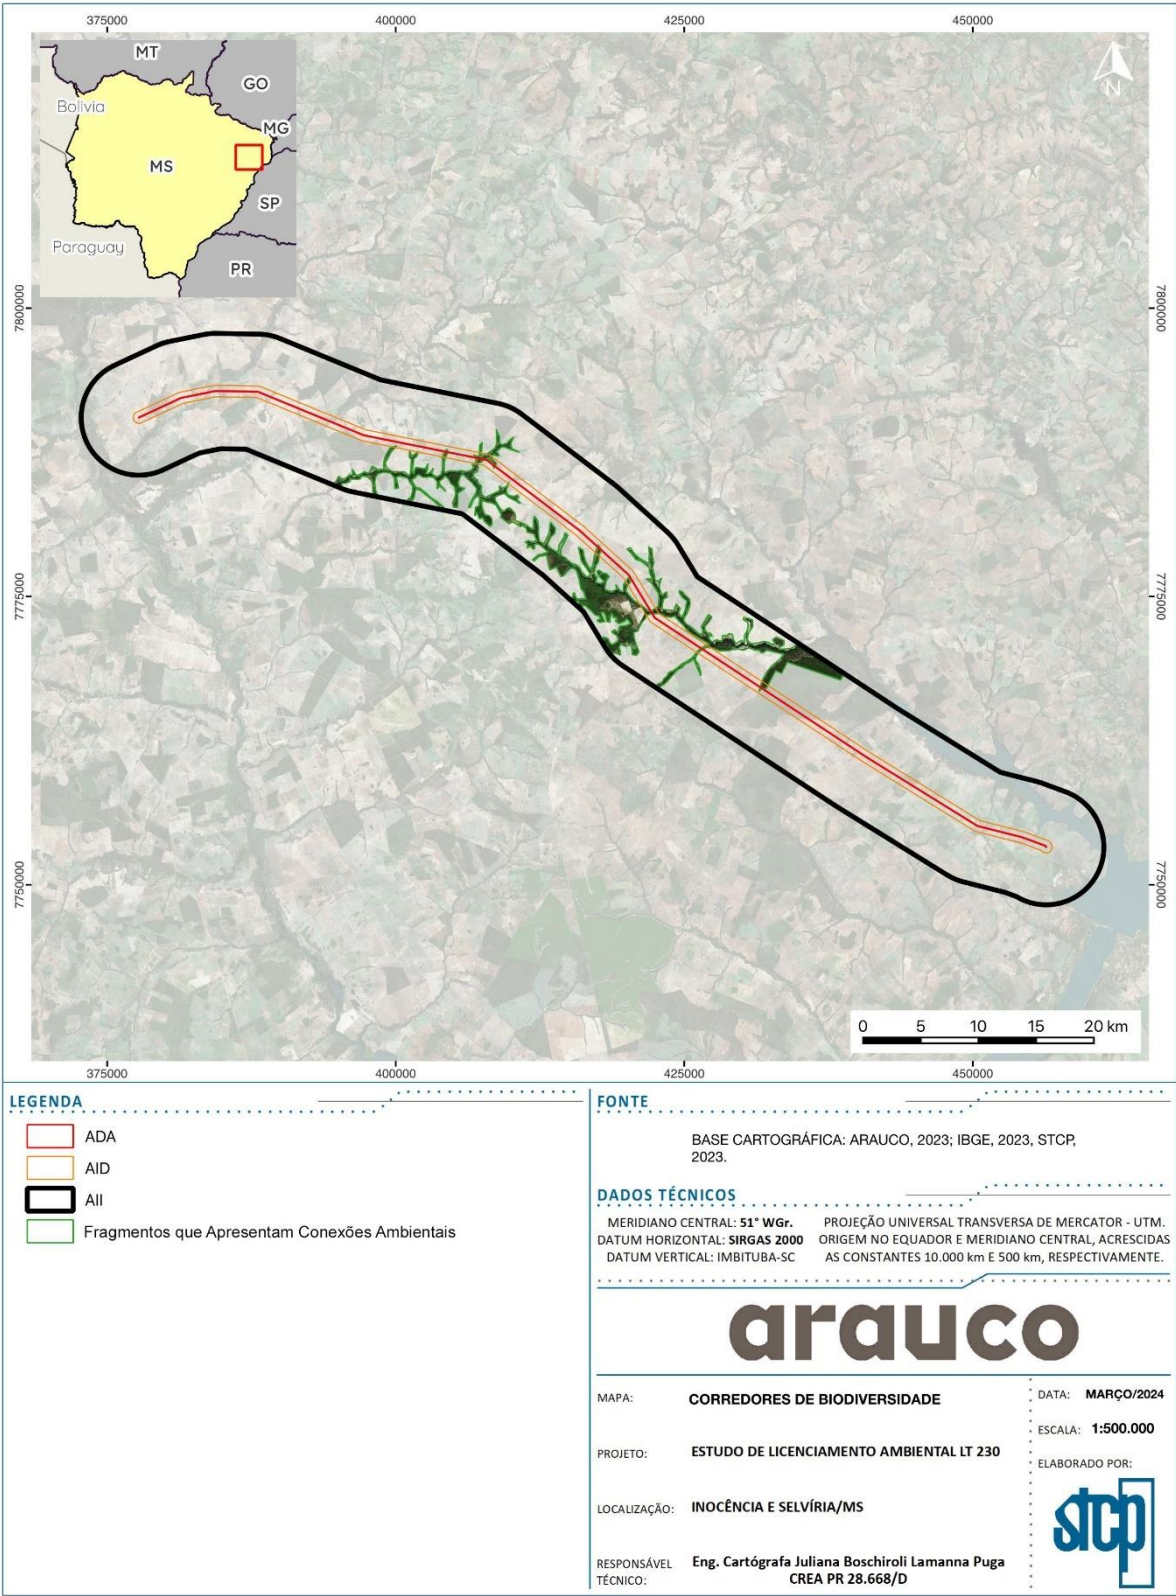 375000
400000
425000
450000
MT
GO
Bolivia
MG
MS
SP
Paraguay
PR
N
7800000
7800000
7775000
7775000
7750000
7750000
0 5 10 15 20 km
375000
400000
425000
450000
LEGENDA
ADA
AID
AII
Fragmentos que Apresentam Conexões Ambientais
FONTE
BASE CARTOGRÁFICA: ARAUCO, 2023; IBGE, 2023, STCP,
2023.
DADOS TÉCNICOS
MERIDIANO CENTRAL: 51° WGr.
DATUM HORIZONTAL: SIRGAS 2000
DATUM VERTICAL: IMBITUBA-SC
PROJEÇÃO UNIVERSAL TRANSVERSA DE MERCATOR - UTM.
ORIGEM NO EQUADOR E MERIDIANO CENTRAL, ACRESCIDAS
AS CONSTANTES 10.000 km E 500 km, RESPECTIVAMENTE.
arauco
MAPA: CORREDORES DE BIODIVERSIDADE
DATA: MARÇO/2024
ESCALA: 1:500.000
PROJETO: ESTUDO DE LICENCIAMENTO AMBIENTAL LT 230
ELABORADO POR:
stcp
LOCALIZAÇÃO: INOCÊNCIA E SELVÍRIA/MS
RESPONSÁVEL
TÉCNICO:
Eng. Cartógrafa Juliana Boschiroli Lamanna Puga
CREA PR 28.668/D